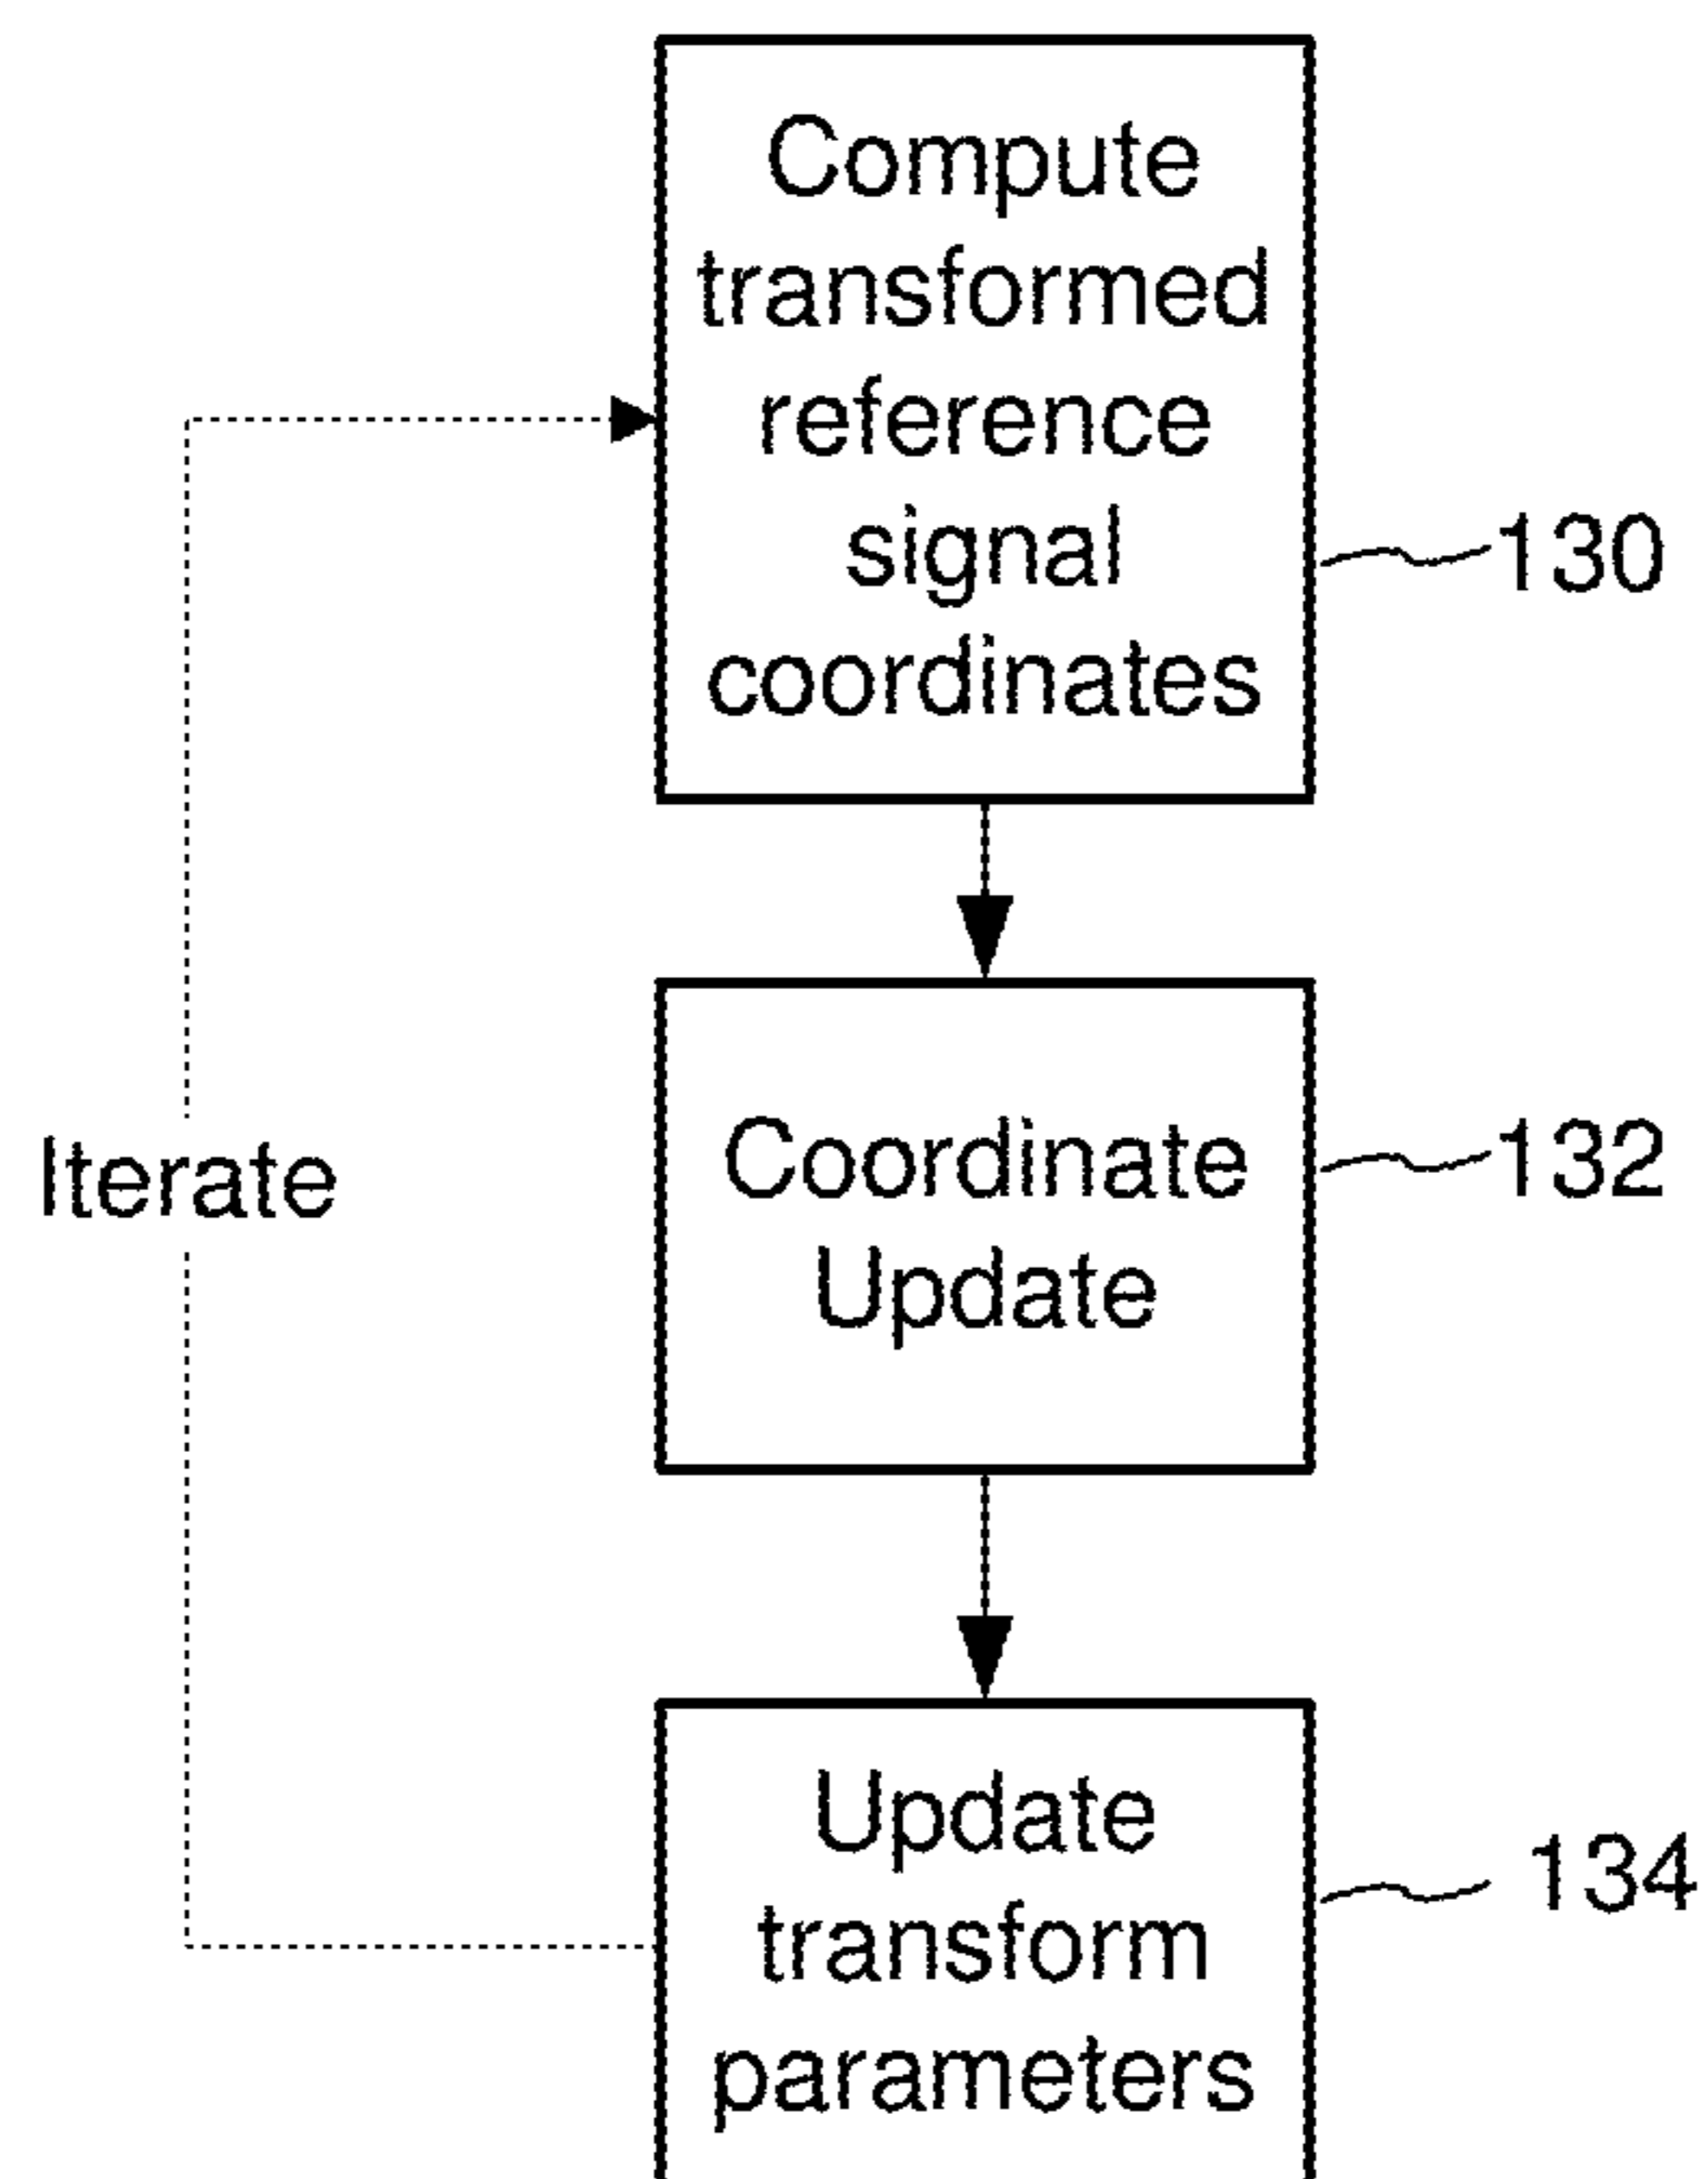 Compute
transformed
reference
signal
coordinates
130
Iterate
Coordinate
Update
132
Update
transform
parameters
134